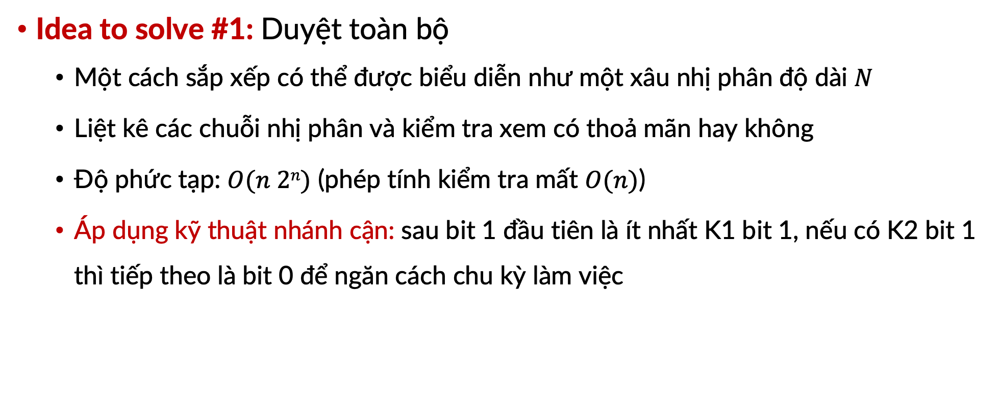 • Idea to solve #1: Duyệt toàn bộ
• Một cách sắp xếp có thể được biểu diễn như một xâu nhị phân độ dài N
• Liệt kê các chuỗi nhị phân và kiểm tra xem có thoả mãn hay không
• Độ phức tạp: O(n 2ⁿ) (phép tính kiểm tra mất O(n))
• Áp dụng kỹ thuật nhánh cận: sau bit 1 đầu tiên là ít nhất K1 bit 1, nếu có K2 bit 1
thì tiếp theo là bit 0 để ngăn cách chu kỳ làm việc